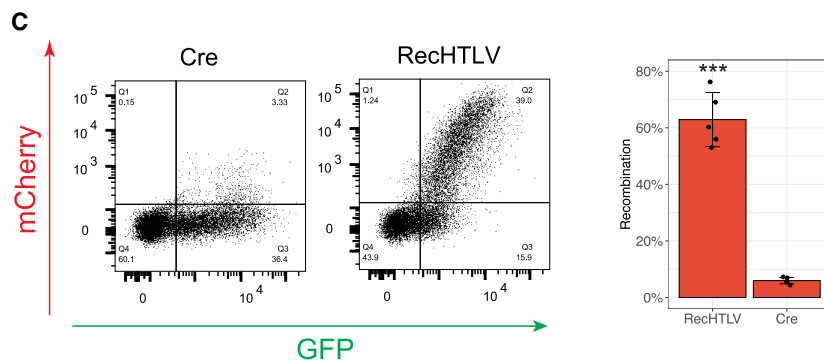 C
Cre
RecHTLV
mCherry
10 5
10 4
10 3
0
Q1
0.15
Q2
3.33
Q4
60.1
Q3
36.4
0
10 4
10 5
10 4
10 3
0
Q1
1.24
Q2
39.0
Q4
43.9
Q3
15.9
0
10 4
GFP
Recombination
80%
60%
40%
20%
0%
***
RecHTLV
Cre